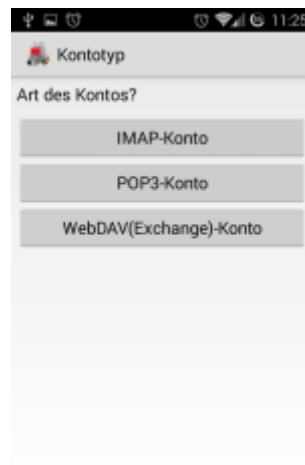 11:25
Kontotyp
Art des Kontos?
IMAP-Konto
POP3-Konto
WebDAV(Exchange)-Konto